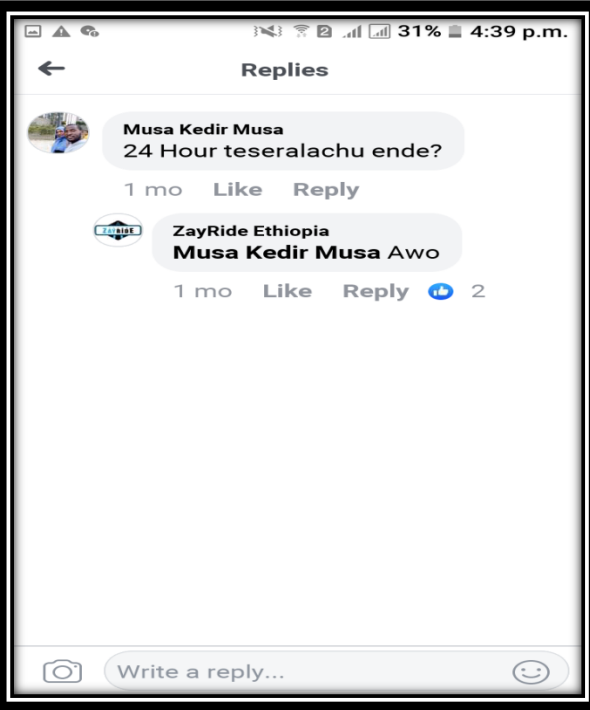 31% 4:39 p.m.
Replies
Musa Kedir Musa
24 Hour teseralachu ende?
1 mo Like Reply
ZayRide
ZayRide Ethiopia
Musa Kedir Musa Awo
1 mo Like Reply 2
Write a reply...